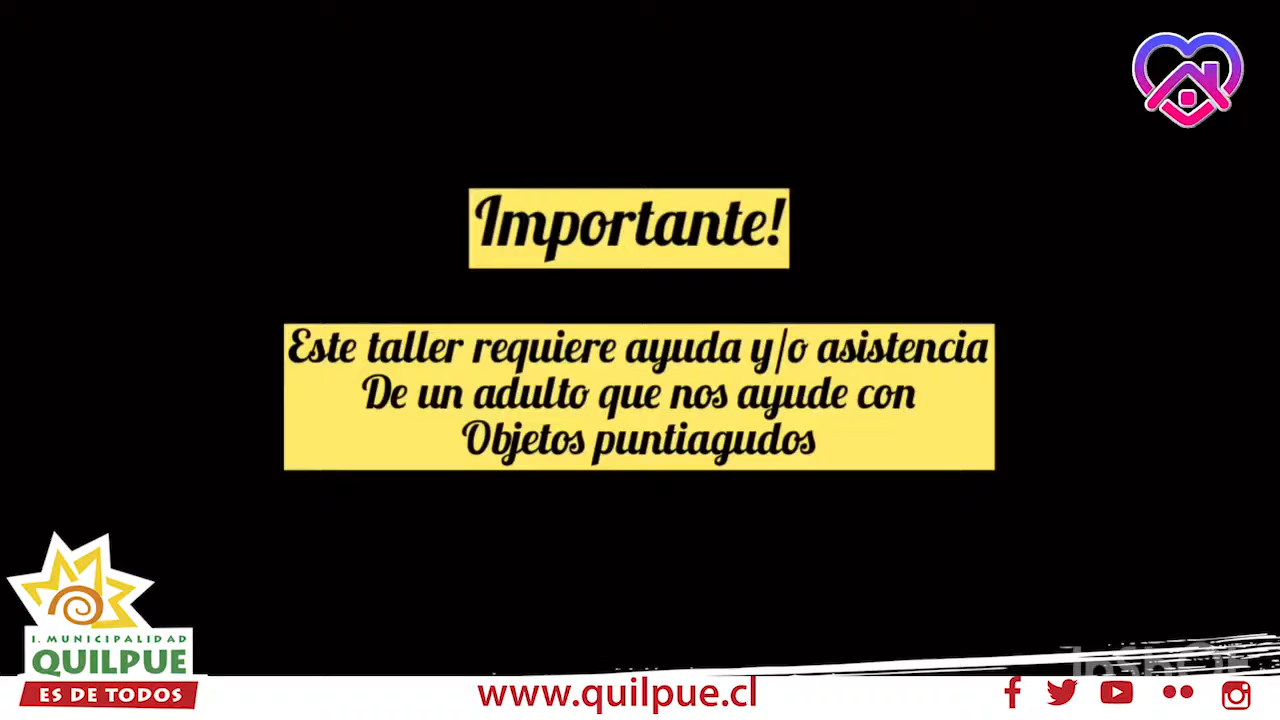 Importante!
Este taller requiere ayuda y/o asistencia
De un adulto que nos ayude con
Objetos puntiagudos
I. MUNICIPALIDAD
QUILPUE
ES DE TODOS
www.quilpue.cl